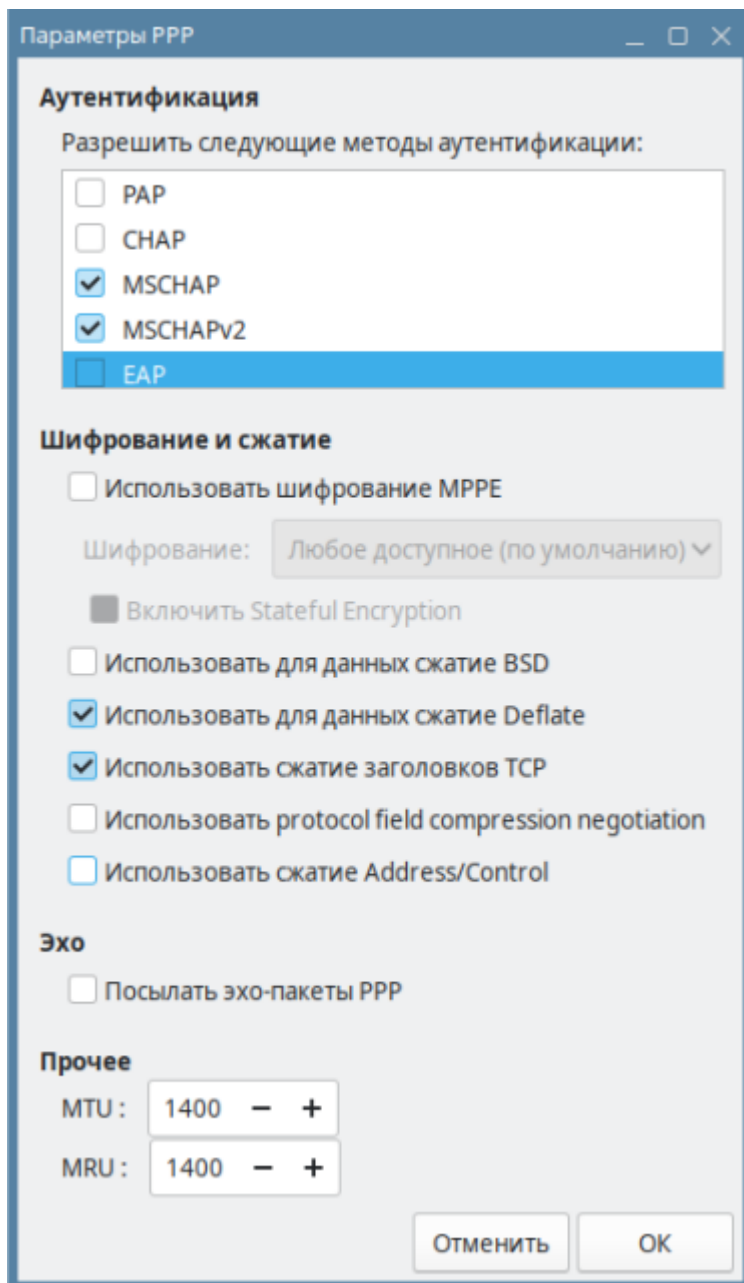 Параметры PPP
Аутентификация
Разрешить следующие методы аутентификации:
PAP
CHAP
MSCHAP
MSCHAPv2
EAP
Шифрование и сжатие
Использовать шифрование MPPE
Шифрование: Любое доступное (по умолчанию)
Включить Stateful Encryption
Использовать для данных сжатие BSD
Использовать для данных сжатие Deflate
Использовать сжатие заголовков TCP
Использовать protocol field compression negotiation
Использовать сжатие Address/Control
Эхо
Посылать эхо-пакеты PPP
Прочее
MTU : 1400 − +
MRU : 1400 − +
Отменить ОК